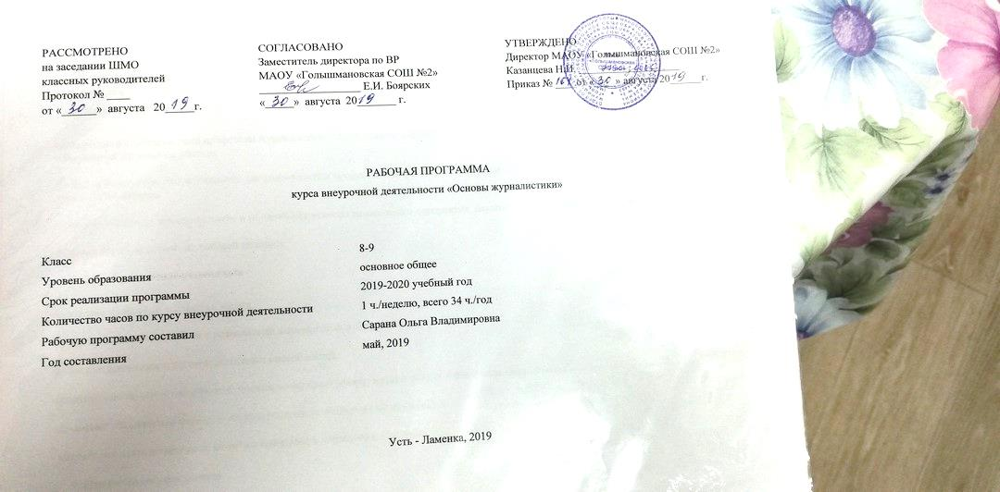 РАССМОТРЕНО
на заседании ШМО
классных руководителей
Протокол № ____
от «30» августа 2019 г.
СОГЛАСОВАНО
Заместитель директора по ВР
МАОУ «Голышмановская СОШ №2»
Е.И. Боярских
«30» августа 2019 г.
УТВЕРЖДЕНО
Директор МАОУ «Голышмановская СОШ №2»
Казанцева Н.И.
Приказ № от «30» августа 2019 г.
РАБОЧАЯ ПРОГРАММА
курса внеурочной деятельности «Основы журналистики»
Класс 8-9
Уровень образования основное общее
Срок реализации программы 2019-2020 учебный год
Количество часов по курсу внеурочной деятельности 1 ч./неделю, всего 34 ч./год
Рабочую программу составил Сарана Ольга Владимировна
Год составления май, 2019
Усть - Ламенка, 2019